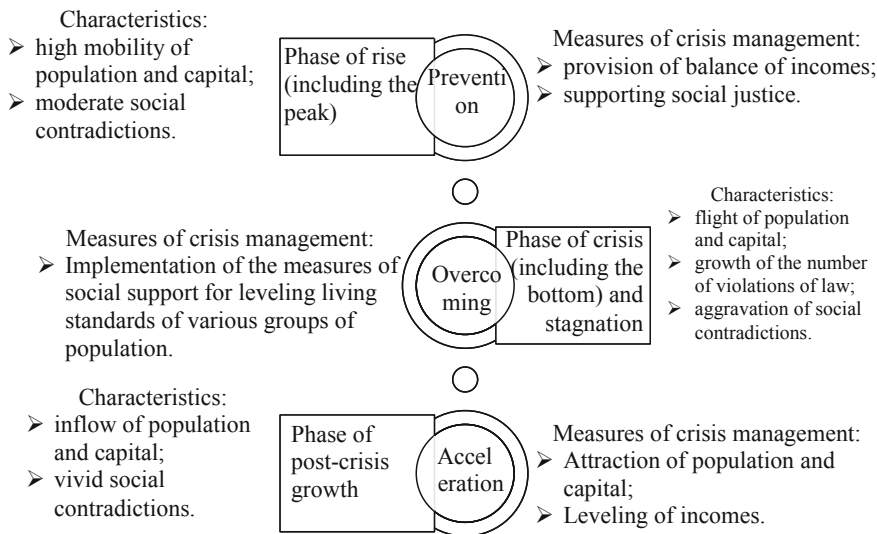 Characteristics:
➢ high mobility of
population and capital;
➢ moderate social
contradictions.
Phase of rise
(including the
peak)
Preventi
on
Measures of crisis management:
➢ provision of balance of incomes;
➢ supporting social justice.
Measures of crisis management:
➢ Implementation of the measures of
social support for leveling living
standards of various groups of
population.
Overco
ming
Phase of crisis
(including the
bottom) and
stagnation
Characteristics:
➢ flight of population
and capital;
➢ growth of the number
of violations of law;
➢ aggravation of social
contradictions.
Characteristics:
➢ inflow of population
and capital;
➢ vivid social
contradictions.
Phase of
post-crisis
growth
Accel
eration
Measures of crisis management:
➢ Attraction of population and
capital;
➢ Leveling of incomes.